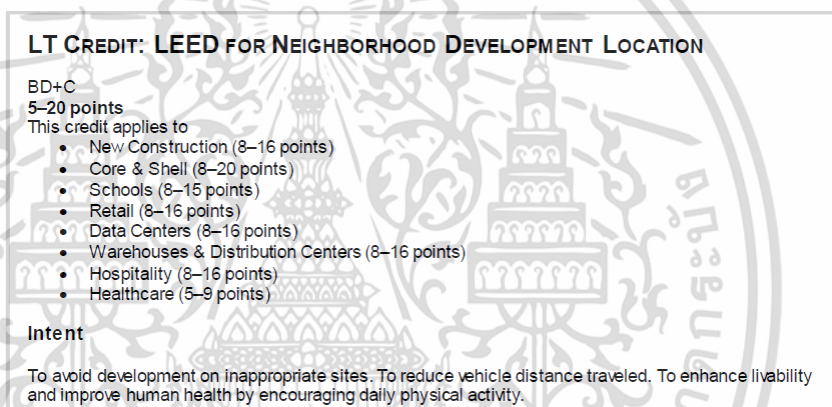 LT CREDIT: LEED FOR NEIGHBORHOOD DEVELOPMENT LOCATION
BD+C
5–20 points
This credit applies to
• New Construction (8–16 points)
• Core & Shell (8–20 points)
• Schools (8–15 points)
• Retail (8–16 points)
• Data Centers (8–16 points)
• Warehouses & Distribution Centers (8–16 points)
• Hospitality (8–16 points)
• Healthcare (5–9 points)
Intent
To avoid development on inappropriate sites. To reduce vehicle distance traveled. To enhance livability
and improve human health by encouraging daily physical activity.